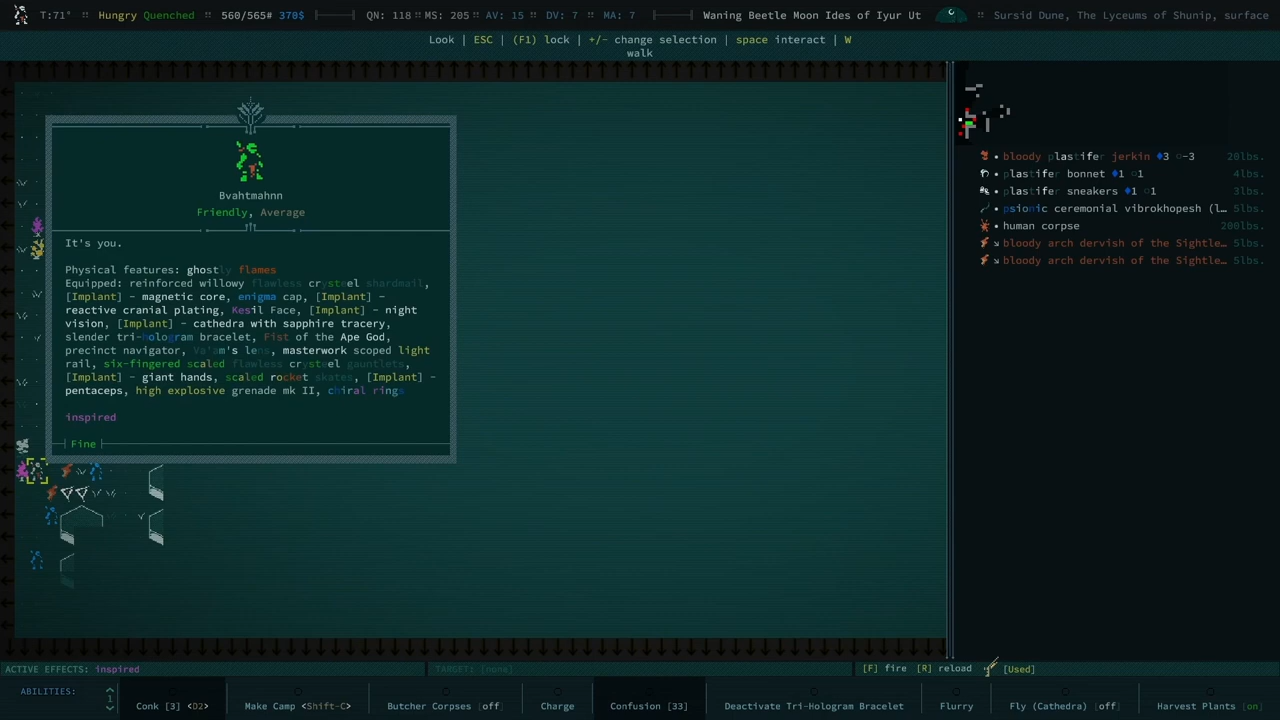 T:71° Hungry Quenched 560/565# 370$ QN: 118 MS: 205 AV: 15 DV: 7 MA: 7 Waning Beetle Moon Ides of Iyur Ut Sursid Dune, The Lyceums of Shunip, surface
Look | ESC | (F1) lock | +/- change selection | space interact | W
walk
Bvahtmahnn
Friendly, Average
It's you.
Physical features: ghostly flames
Equipped: reinforced willowy flawless crysteel shardmail,
[Implant] - magnetic core, enigma cap, [Implant] -
reactive cranial plating, Kesil Face, [Implant] - night
vision, [Implant] - cathedra with sapphire tracery,
slender tri-hologram bracelet, Fist of the Ape God,
precinct navigator, Va'am's lens, masterwork scoped light
rail, six-fingered scaled flawless crysteel gauntlets,
[Implant] - giant hands, scaled rocket skates, [Implant] -
pentaceps, high explosive grenade mk II, chiral rings
inspired
Fine
bloody plastifer jerkin ♦3 ○-3 20lbs.
plastifer bonnet ♦1 ○1 4lbs.
plastifer sneakers ♦1 ○1 3lbs.
psionic ceremonial vibrokhopesh (l… 5lbs.
human corpse 200lbs.
bloody arch dervish of the Sightle… 5lbs.
bloody arch dervish of the Sightle… 5lbs.
ACTIVE EFFECTS: inspired TARGET: [none] [F] fire [R] reload [Used]
ABILITIES: 1 Conk [3] <02> Make Camp <Shift-C> Butcher Corpses [off] Charge Confusion [33] Deactivate Tri-Hologram Bracelet Flurry Fly (Cathedra) [off] Harvest Plants [on]